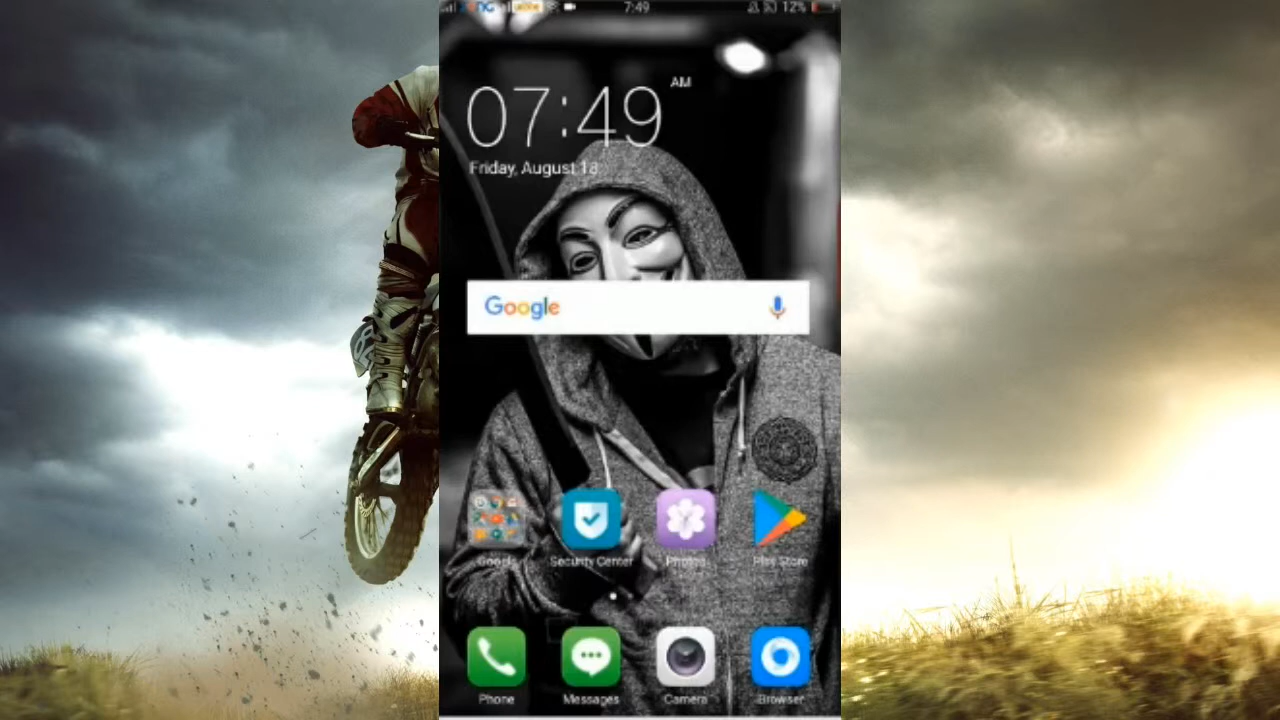 7:49
12%
07:49 AM
Friday, August 18
Google
Google
Security Center
Photos
Play Store
Phone
Messages
Camera
Browser